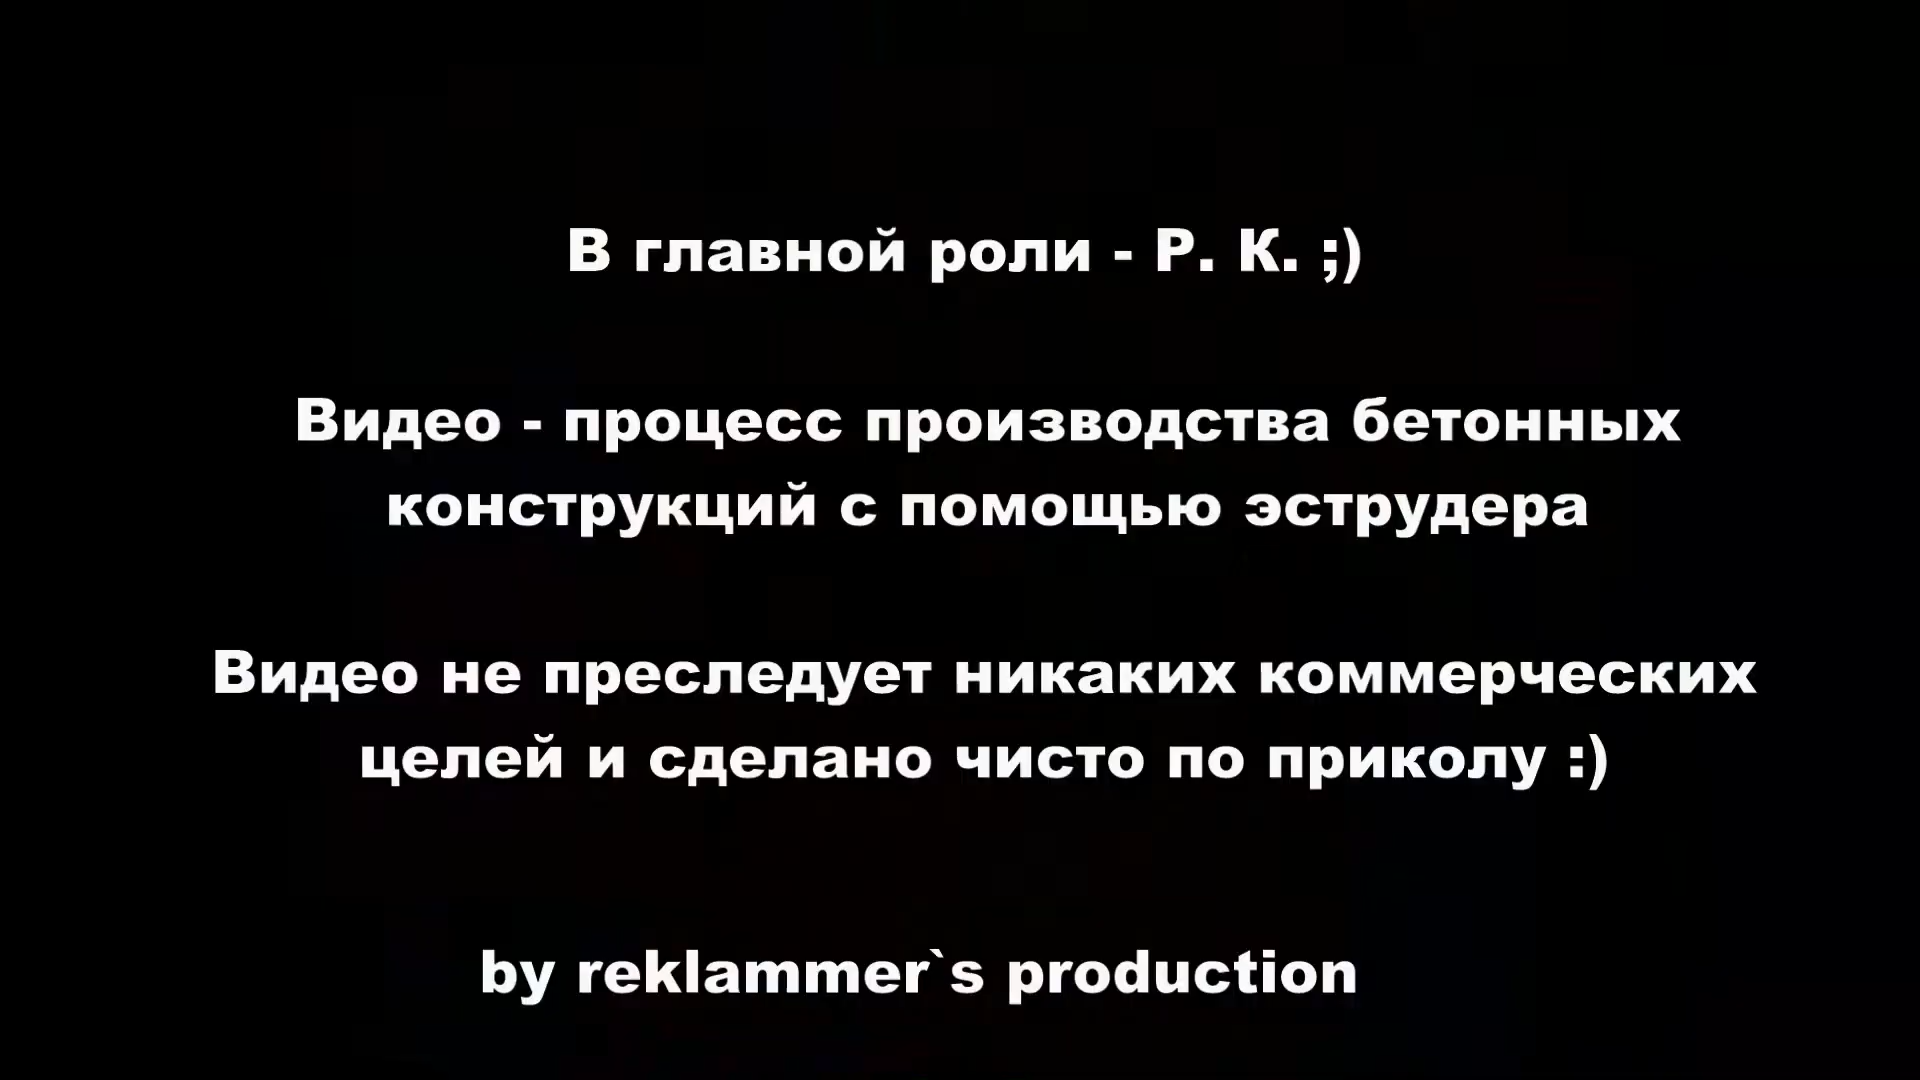 В главной роли - Р. К. ;)
Видео - процесс производства бетонных
конструкций с помощью эструдера
Видео не преследует никаких коммерческих
целей и сделано чисто по приколу :)
by reklammer`s production